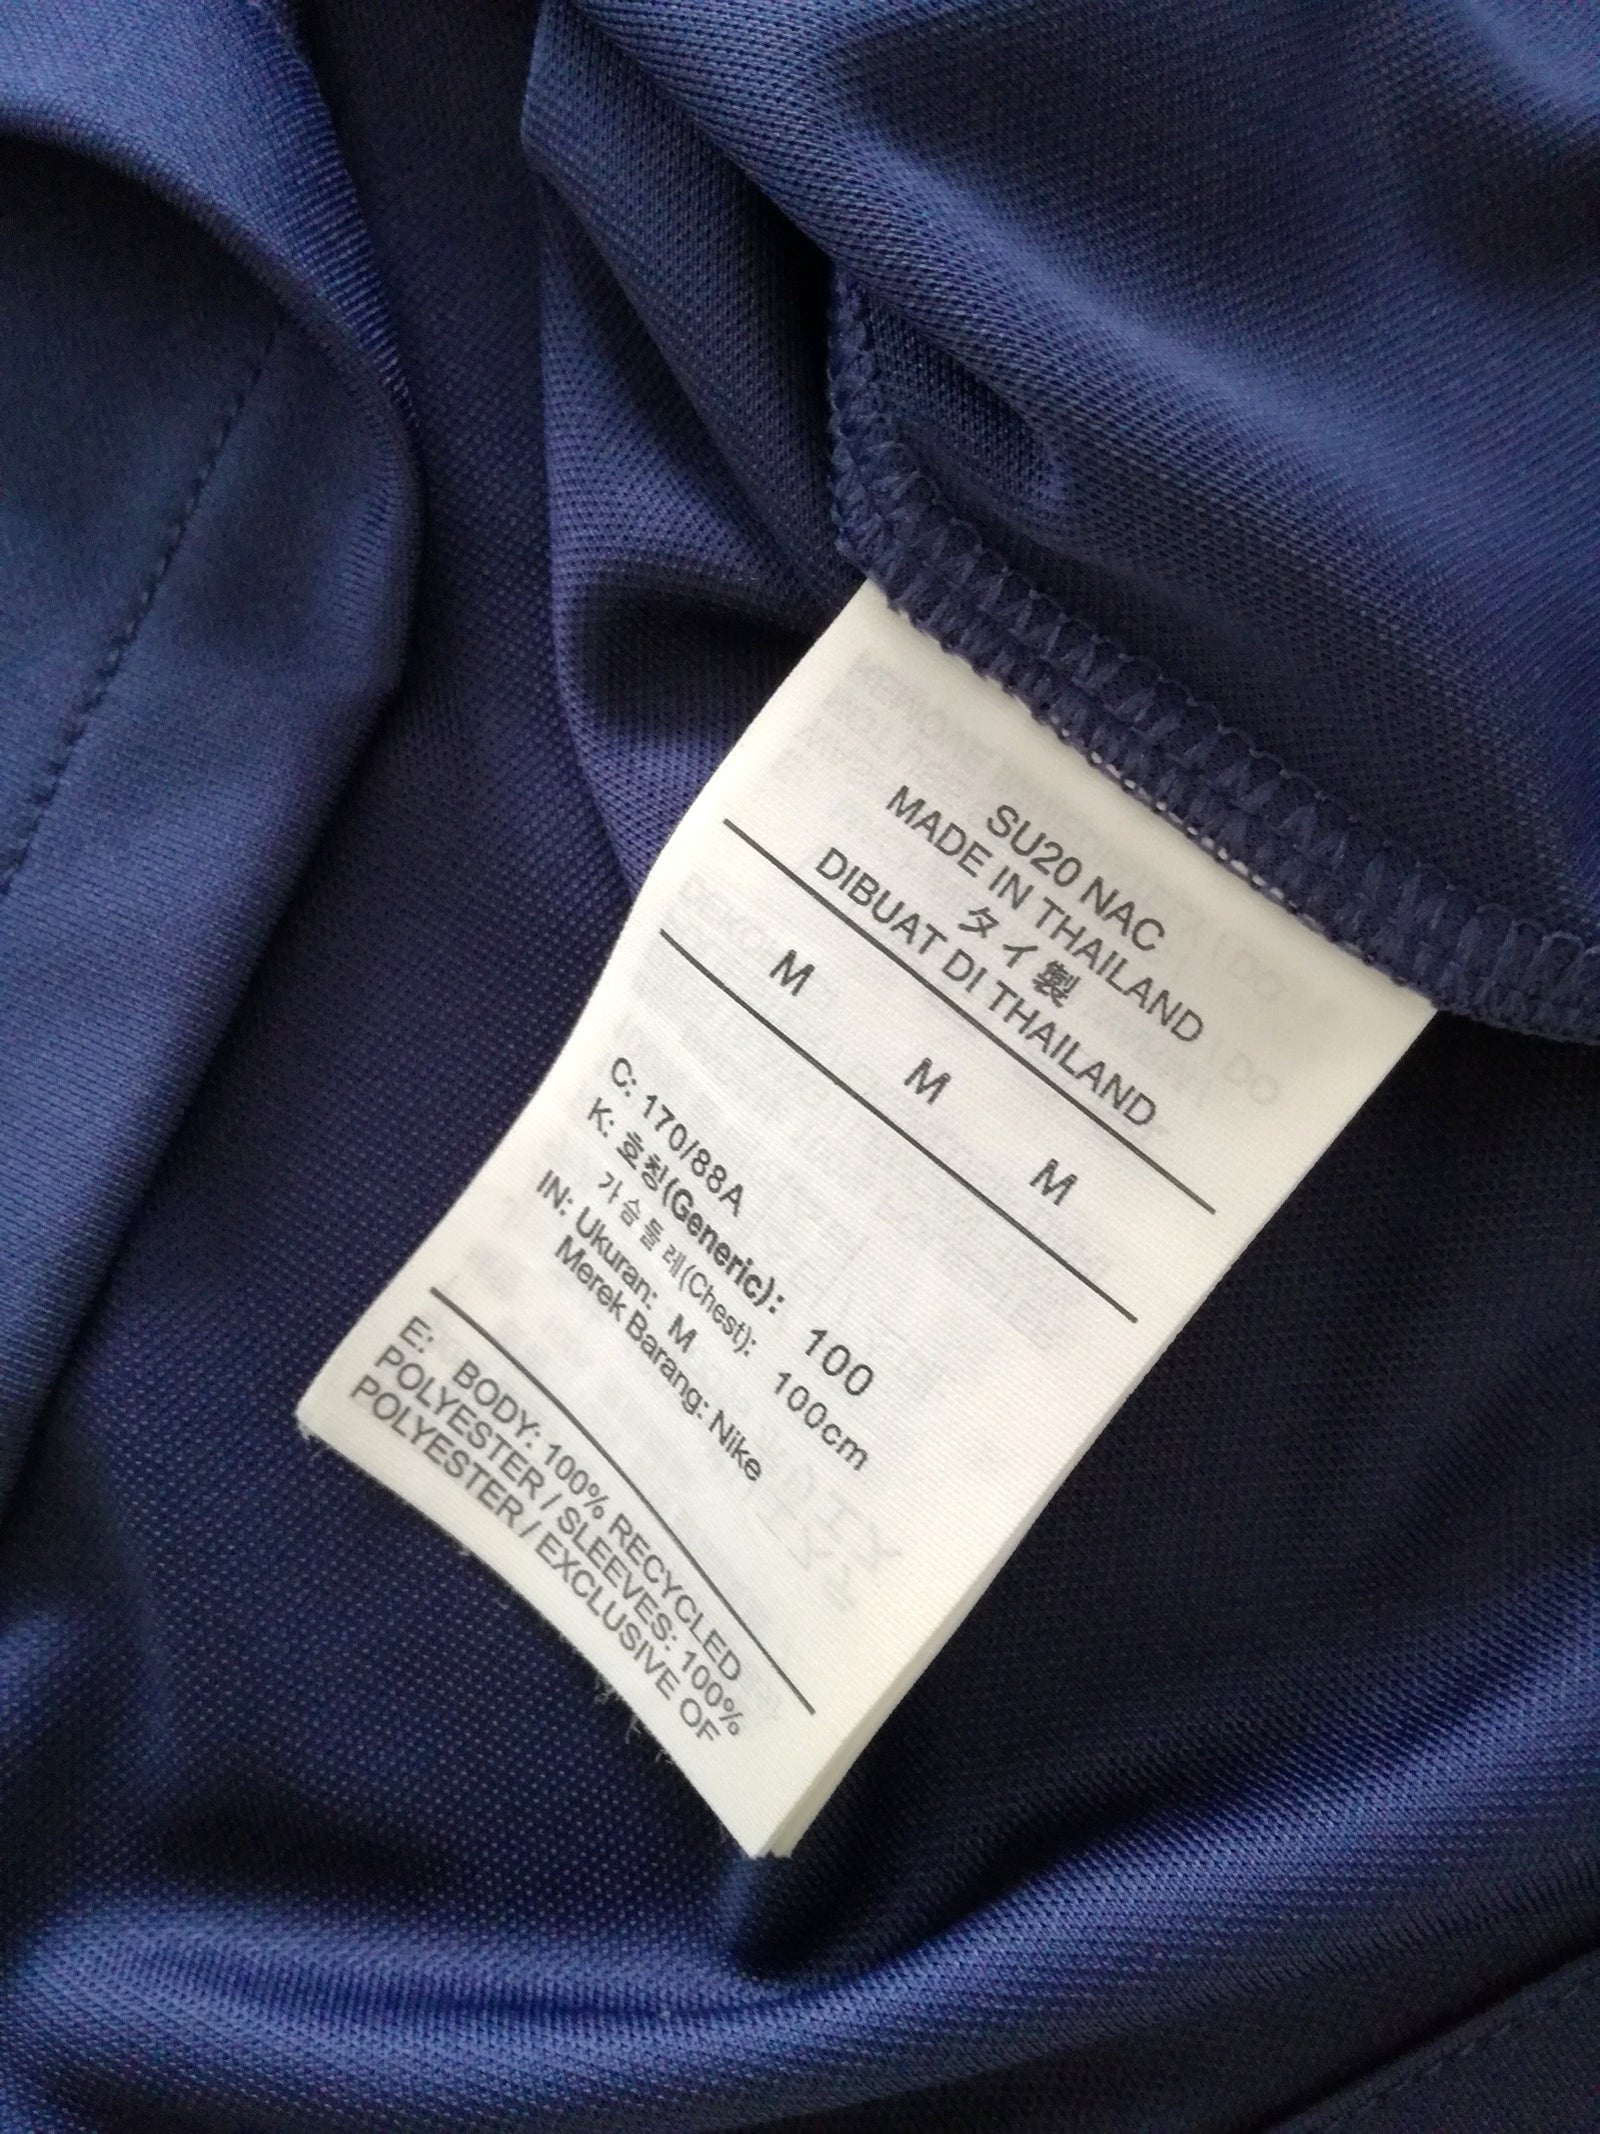 SU20 NAC
MADE IN THAILAND
タイ製
DIBUAT DI THAILAND
M M M
C: 170/88A
K: 호칭(Generic): 100
가슴둘레(Chest): 100cm
IN: Ukuran: M
Merek Barang: Nike
E: BODY: 100% RECYCLED
POLYESTER / SLEEVES: 100%
POLYESTER / EXCLUSIVE OF